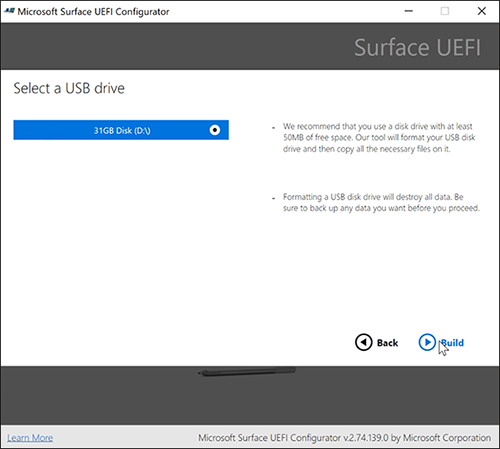 Microsoft Surface UEFI Configurator
Surface UEFI
Select a USB drive
31GB Disk (D:\)
- We recommend that you use a disk drive with at least
50MB of free space. Our tool will format your USB disk
drive and then copy all the necessary files on it.
- Formatting a USB disk drive will destroy all data. Be
sure to back up any data you want before you proceed.
Back
Build
Learn More
Microsoft Surface UEFI Configurator v.2.74.139.0 by Microsoft Corporation